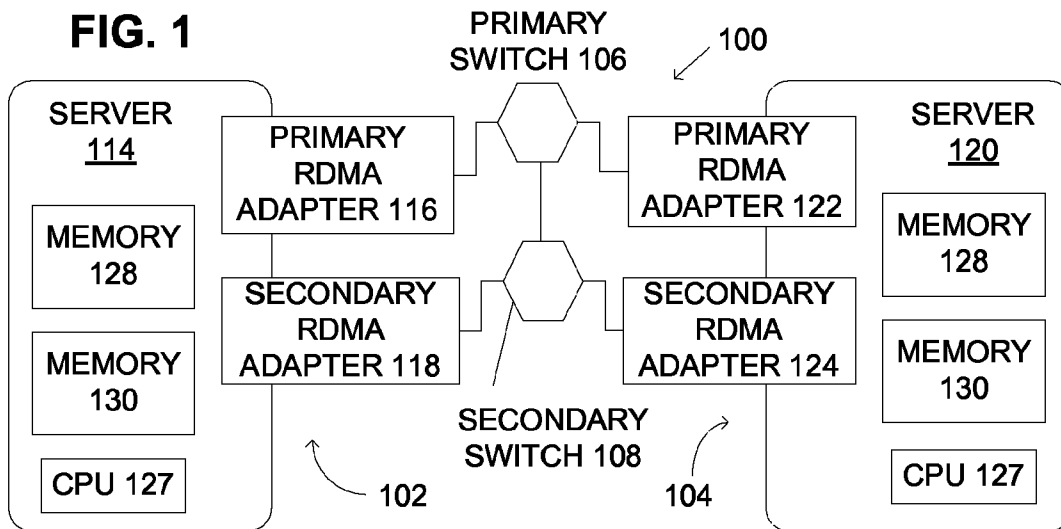 FIG. 1
PRIMARY
SWITCH 106
100
SERVER
114
PRIMARY
RDMA
ADAPTER 116
MEMORY
128
SECONDARY
RDMA
ADAPTER 118
MEMORY
130
CPU 127
102
SECONDARY
SWITCH 108
104
PRIMARY
RDMA
ADAPTER 122
SERVER
120
MEMORY
128
SECONDARY
RDMA
ADAPTER 124
MEMORY
130
CPU 127